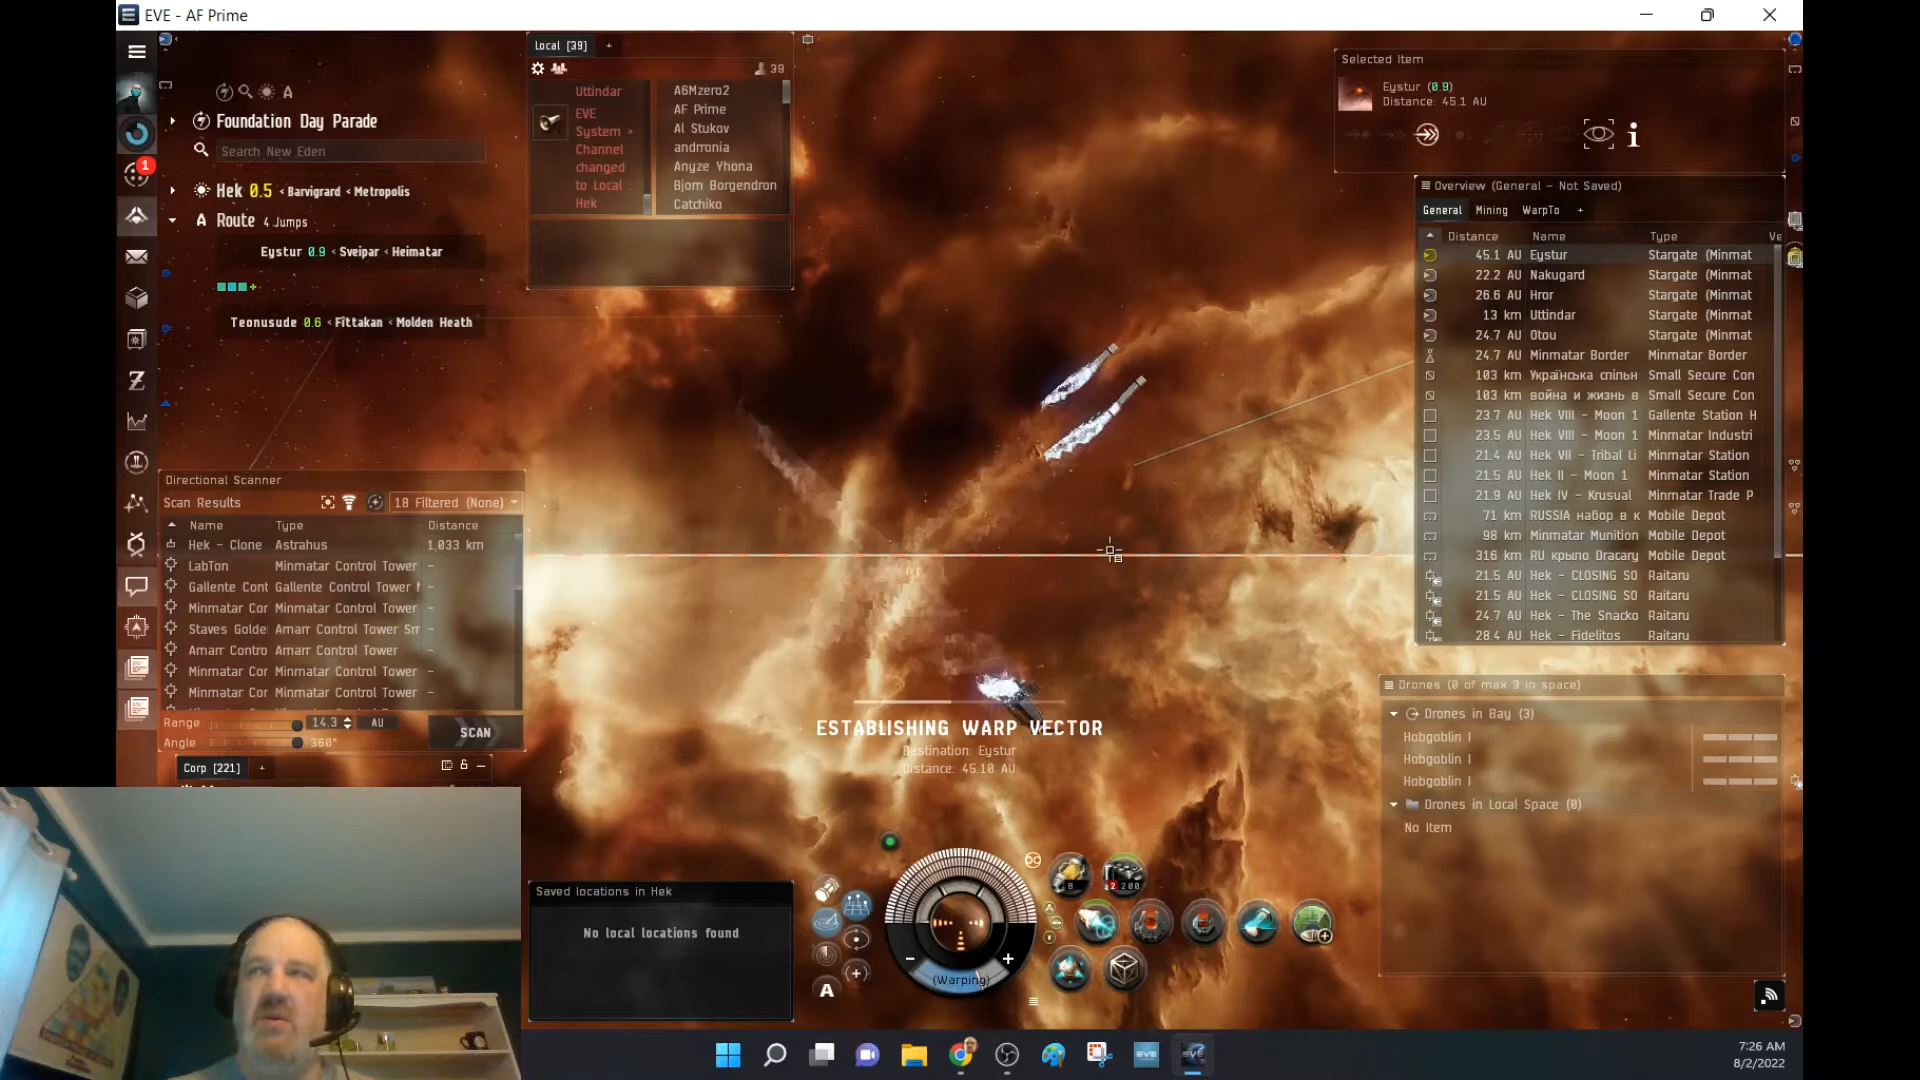 EVE - AF Prime
Foundation Day Parade
Search New Eden
1
Hek 0.5 < Barvigrard < Metropolis
A Route 4 Jumps
Eystur 0.9 < Sveipar < Heimatar
Teonusude 0.6 < Fittakan < Molden Heath
Local [39]
39
Uttindar
EVE
System >
Channel
changed
to Local
Hek
A6Mzero2
AF Prime
Al Stukov
andrronia
Anyze Yhona
Bjorn Borgendron
Catchiko
Selected Item
Eystur (0.9)
Distance: 45.1 AU
Overview (General - Not Saved)
General Mining WarpTo +
Distance Name Type Ve
45.1 AU Eystur Stargate (Minmat
22.2 AU Nakugard Stargate (Minmat
26.6 AU Hror Stargate (Minmat
13 km Uttindar Stargate (Minmat
24.7 AU Otou Stargate (Minmat
24.7 AU Minmatar Border Minmatar Border
103 km Українська спільн Small Secure Con
103 km война и жизнь в Small Secure Con
23.7 AU Hek VIII - Moon 1 Gallente Station H
23.5 AU Hek VIII - Moon 1 Minmatar Industri
21.4 AU Hek VII - Tribal Li Minmatar Station
21.5 AU Hek II - Moon 1 Minmatar Station
21.9 AU Hek IV - Krusual Minmatar Trade P
71 km RUSSIA набор в к Mobile Depot
98 km Minmatar Munition Mobile Depot
316 km RU крыло Dracary Mobile Depot
21.5 AU Hek - CLOSING SO Raitaru
21.5 AU Hek - CLOSING SO Raitaru
24.7 AU Hek - The Snacko Raitaru
28.4 AU Hek - Fidelitos Raitaru
Directional Scanner
Scan Results 18 Filtered (None)
Name Type Distance
Hek - Clone Astrahus 1,033 km
LabTon Minmatar Control Tower -
Gallente Cont Gallente Control Tower -
Minmatar Cor Minmatar Control Tower -
Staves Golde Amarr Control Tower Sm -
Amarr Contro Amarr Control Tower -
Minmatar Cor Minmatar Control Tower -
Minmatar Cor Minmatar Control Tower -
Range 14.3 AU
Angle 360°
SCAN
Corp [221]
ESTABLISHING WARP VECTOR
Destination: Eystur
Distance: 45.10 AU
Drones (0 of max 3 in space)
Drones in Bay (3)
Hobgoblin I
Hobgoblin I
Hobgoblin I
Drones in Local Space (0)
No Item
Saved locations in Hek
No local locations found
A
8
2 200
(Warping)
7:26 AM
8/2/2022